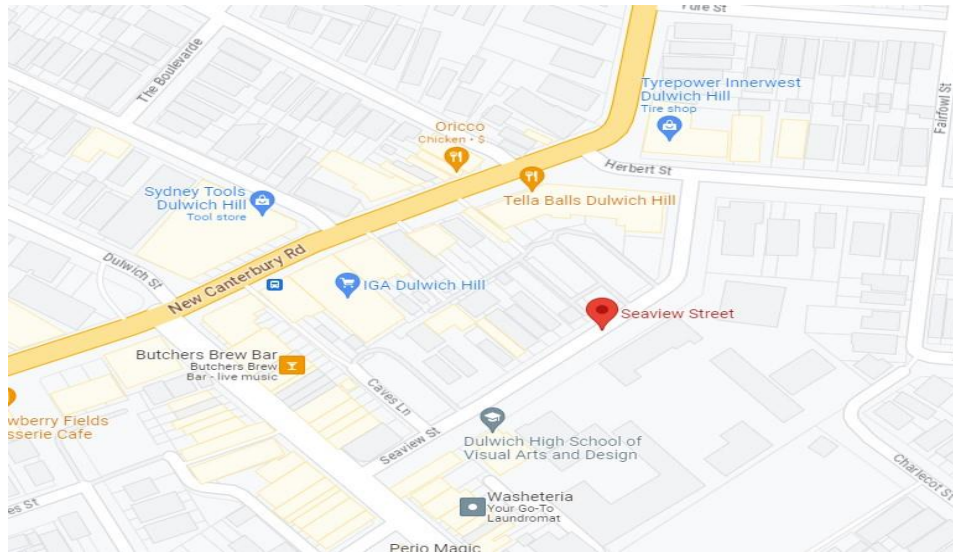 Pure St
The Boulevarde
Tyrepower Innerwest
Dulwich Hill
Tire shop
Fairfowl St
Oricco
Chicken • $
Herbert St
Sydney Tools
Dulwich Hill
Tool store
Tella Balls Dulwich Hill
Dulwich St
New Canterbury Rd
IGA Dulwich Hill
Seaview Street
Butchers Brew Bar
Butchers Brew
Bar - live music
Caves Ln
wberry Fields
sserie Cafe
Seaview St
Dulwich High School of
Visual Arts and Design
Charlecot St
es St
Washeteria
Your Go-To
Laundromat
Perio Magic